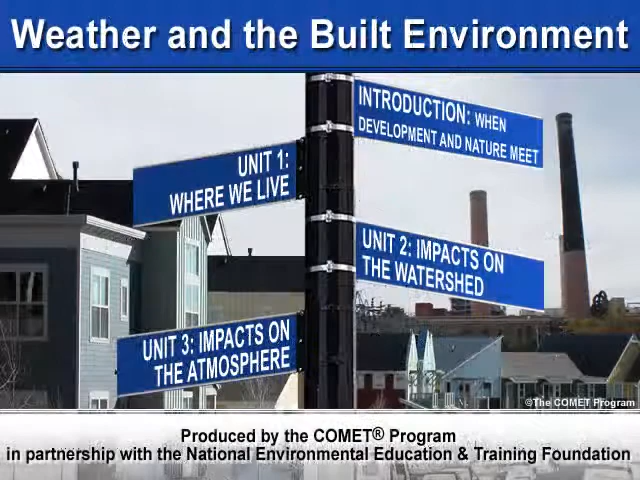 Weather and the Built Environment
INTRODUCTION: WHEN
DEVELOPMENT AND NATURE MEET
UNIT 1:
WHERE WE LIVE
UNIT 2: IMPACTS ON
THE WATERSHED
UNIT 3: IMPACTS ON
THE ATMOSPHERE
©The COMET Program
Produced by the COMET® Program
in partnership with the National Environmental Education & Training Foundation